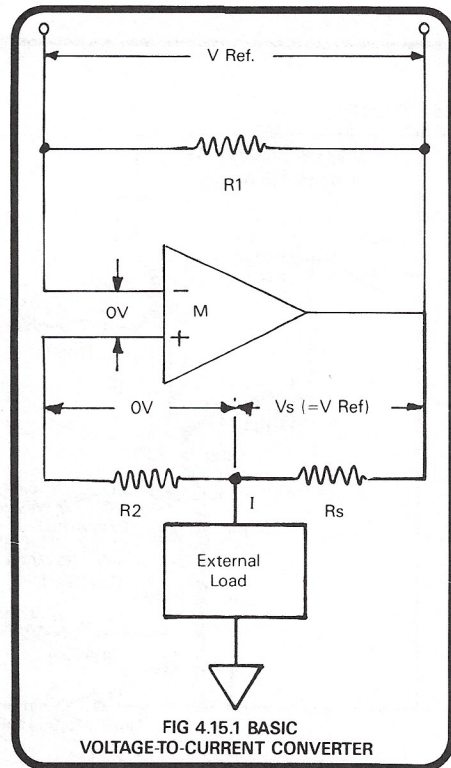 V Ref.
R1
−
0V
M
+
0V
Vs (=V Ref)
R2
I
Rs
External
Load
FIG 4.15.1 BASIC
VOLTAGE-TO-CURRENT CONVERTER